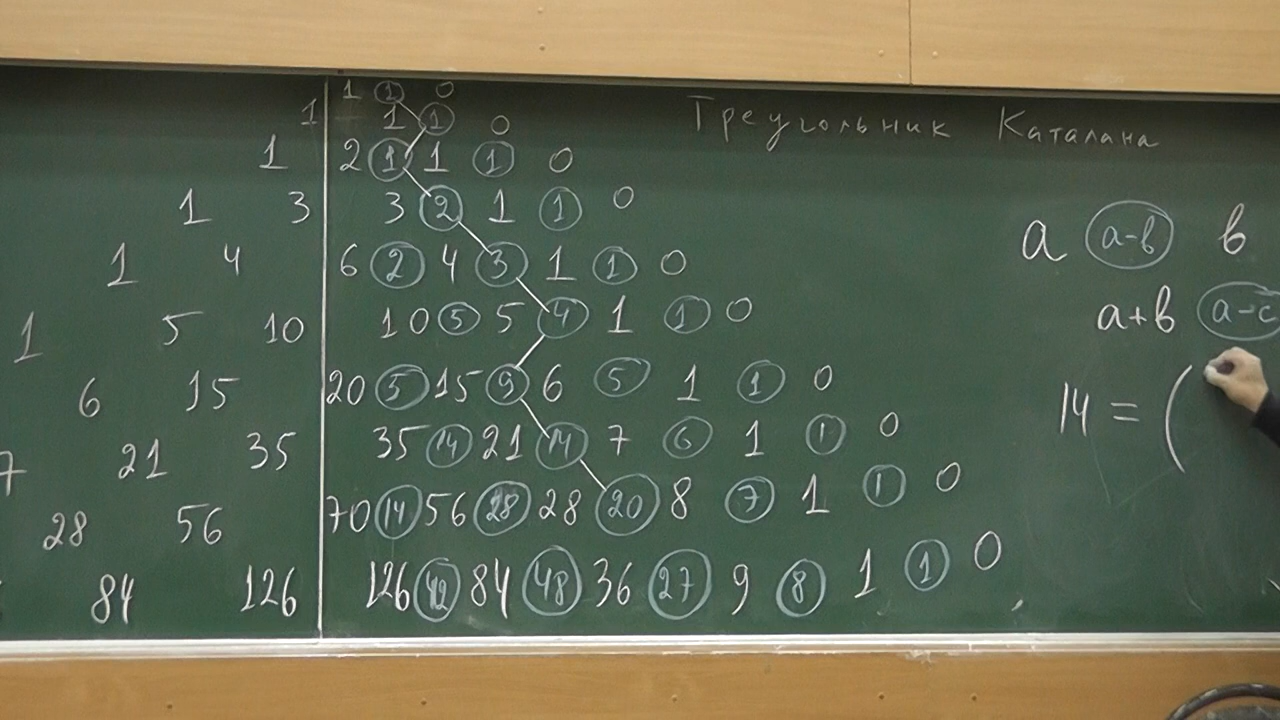 1 1 0
Треугольник Каталана
1 1 1 0
1 2 1 1 1 0
1 3 3 2 1 1 0
a a-b b
1 4 6 2 4 3 1 1 0
a+b a-c
1 5 10 10 5 5 4 1 1 0
6 15 20 5 15 9 6 5 1 1 0
14 = (
7 21 35 35 14 21 14 7 6 1 1 0
28 56 70 14 56 28 28 20 8 7 1 1 0
84 126 126 42 84 48 36 27 9 8 1 1 0